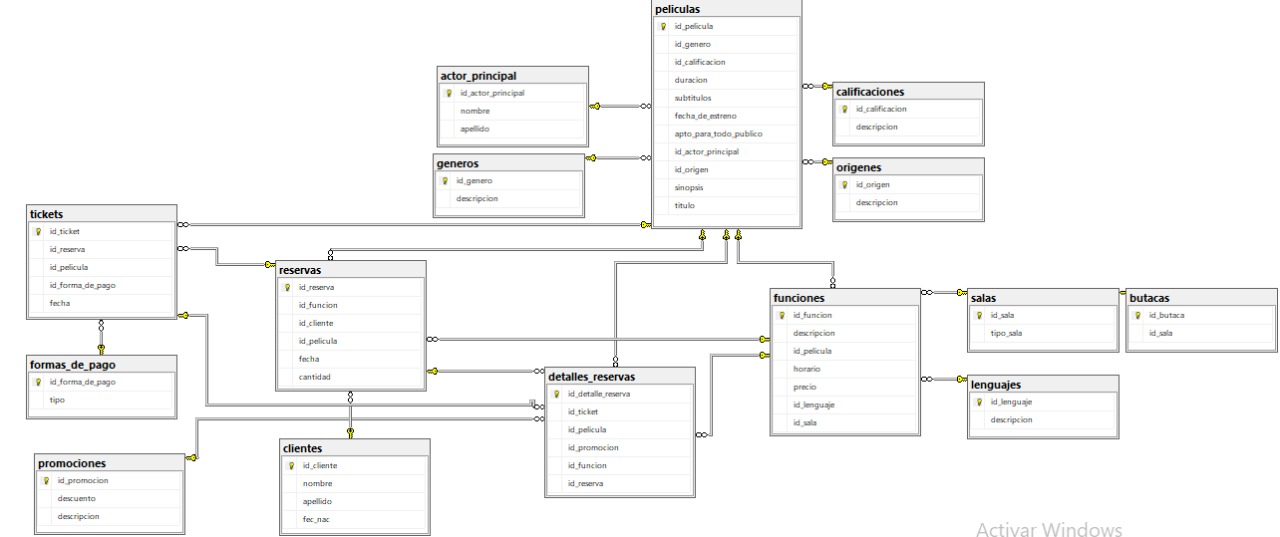 peliculas
id_pelicula
id_genero
id_calificacion
duracion
subtitulos
fecha_de_estreno
apto_para_todo_publico
id_actor_principal
id_origen
sinopsis
titulo
actor_principal
id_actor_principal
nombre
apellido
calificaciones
id_calificacion
descripcion
generos
id_genero
descripcion
origenes
id_origen
descripcion
tickets
id_ticket
id_reserva
id_pelicula
id_forma_de_pago
fecha
reservas
id_reserva
id_funcion
id_cliente
id_pelicula
fecha
cantidad
funciones
id_funcion
descripcion
id_pelicula
horario
precio
id_lenguaje
id_sala
salas
id_sala
tipo_sala
butacas
id_butaca
id_sala
formas_de_pago
id_forma_de_pago
tipo
detalles_reservas
id_detalle_reserva
id_ticket
id_pelicula
id_promocion
id_funcion
id_reserva
lenguajes
id_lenguaje
descripcion
promociones
id_promocion
descuento
descripcion
clientes
id_cliente
nombre
apellido
fec_nac
Activar Windows